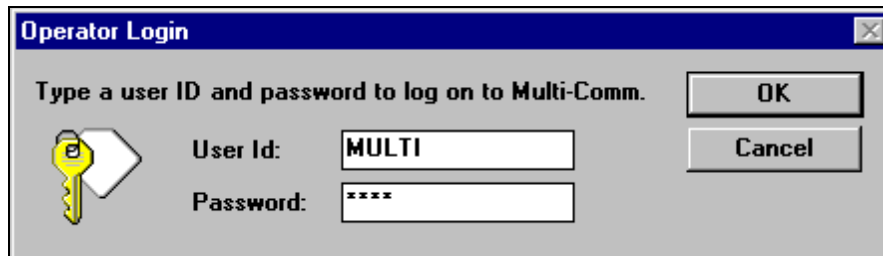 Operator Login
Type a user ID and password to log on to Multi-Comm.
OK
User Id: MULTI
Cancel
Password: ****